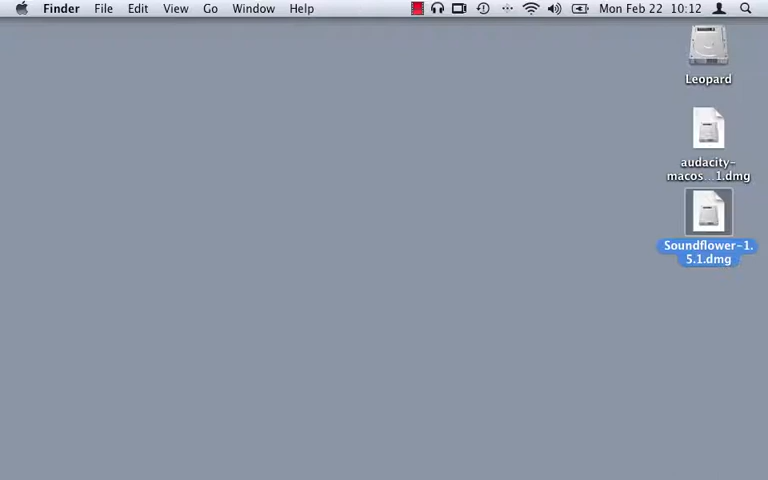 Finder File Edit View Go Window Help Mon Feb 22 10:12
Leopard
audacity-
macos...1.dmg
Soundflower-1.
5.1.dmg